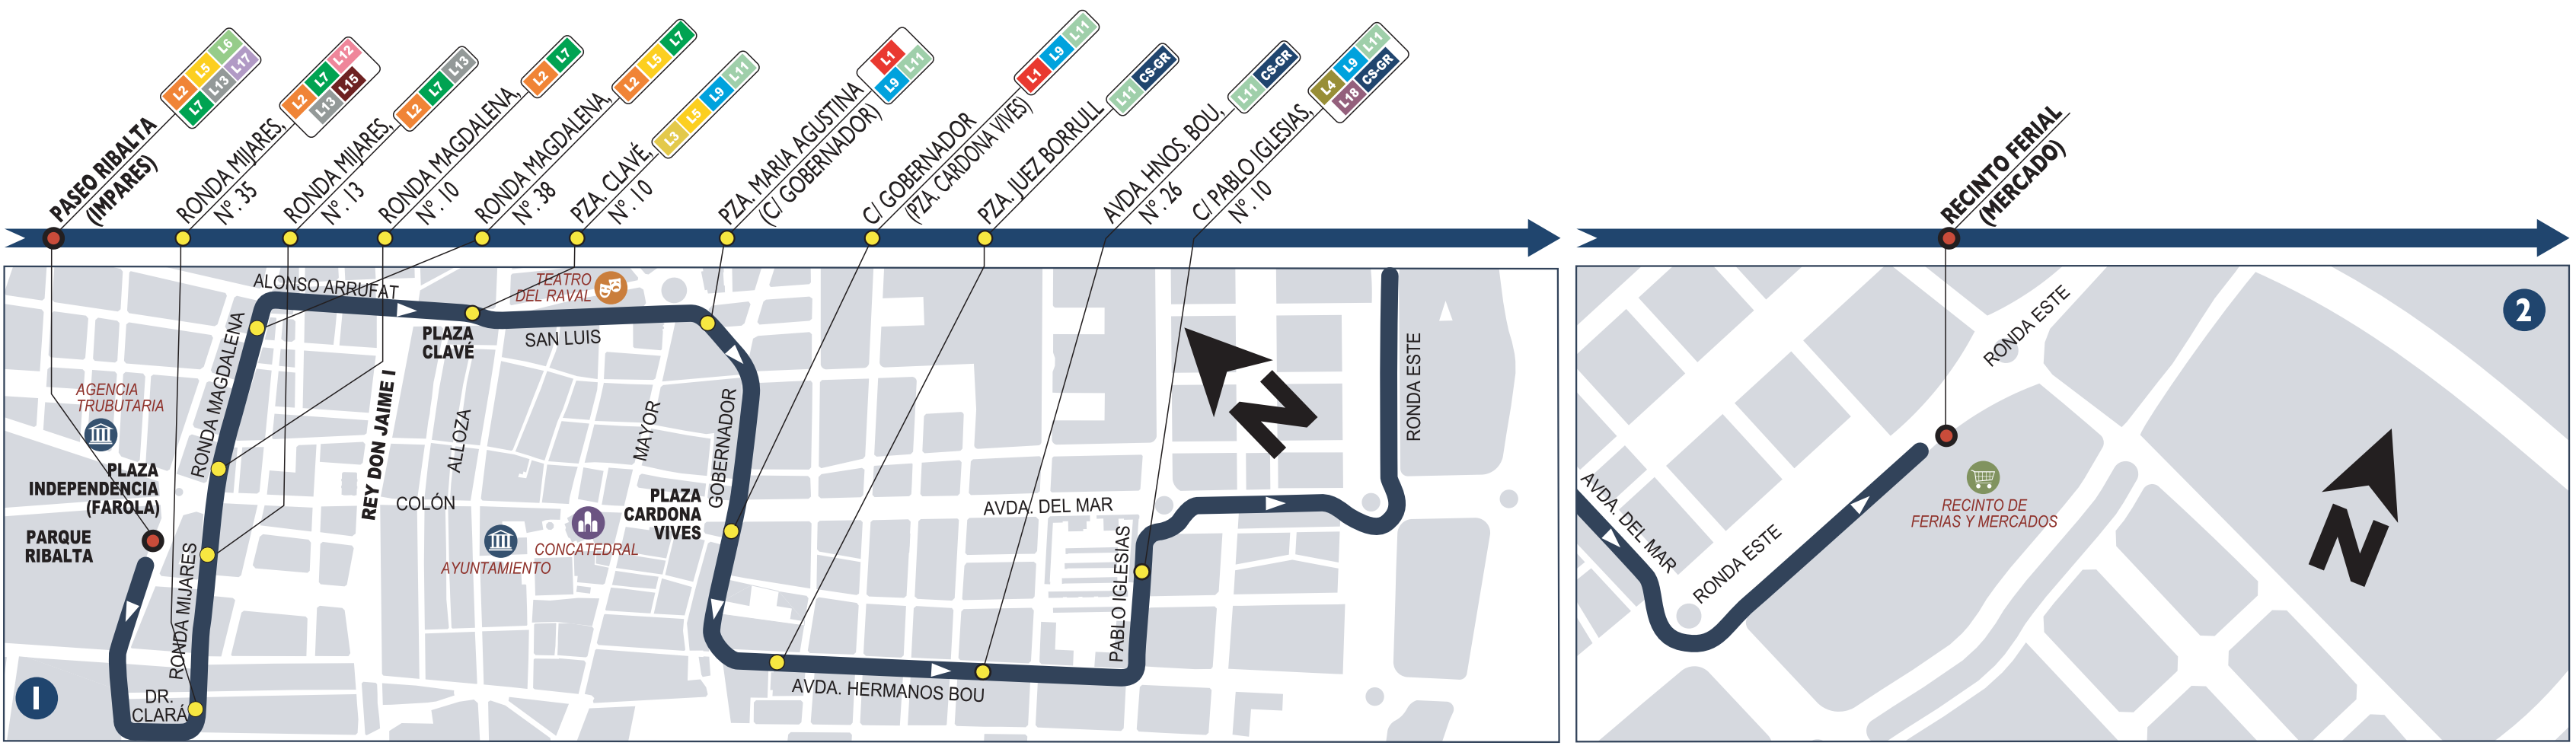 L6
L2 L5 L17
L7 L13
PASEO RIBALTA
(IMPARES)
L12
L2 L7 L15
L13
RONDA MIJARES,
Nº. 35
L2 L7 L13
RONDA MIJARES,
Nº. 13
L2 L7
RONDA MAGDALENA,
Nº. 10
L2 L5 L7
RONDA MAGDALENA,
Nº. 38
L3 L5 L9 L11
PZA. CLAVÉ,
Nº. 10
L1
L9 L11
PZA. MARIA AGUSTINA
(C/ GOBERNADOR)
L1 L9 L11
C/ GOBERNADOR
(PZA. CARDONA VIVES)
L11 CS-GR
PZA. JUEZ BORRULL
L11 CS-GR
AVDA. HNOS. BOU,
Nº. 26
L4 L9 L11
L18 CS-GR
C/ PABLO IGLESIAS,
Nº. 10
RECINTO FERIAL
(MERCADO)
ALONSO ARRUFAT
TEATRO
DEL RAVAL
PLAZA
CLAVÉ
SAN LUIS
AGENCIA
TRUBUTARIA
RONDA MAGDALENA
REY DON JAIME I
ALLOZA
MAYOR
GOBERNADOR
PLAZA
INDEPENDENCIA
(FAROLA)
COLÓN
PLAZA
CARDONA
VIVES
PARQUE
RIBALTA
AYUNTAMIENTO
CONCATEDRAL
AVDA. DEL MAR
RONDA ESTE
RONDA MIJARES
PABLO IGLESIAS
DR.
CLARÁ
AVDA. HERMANOS BOU
N
1
2
RONDA ESTE
AVDA. DEL MAR
RONDA ESTE
RECINTO DE
FERIAS Y MERCADOS
N